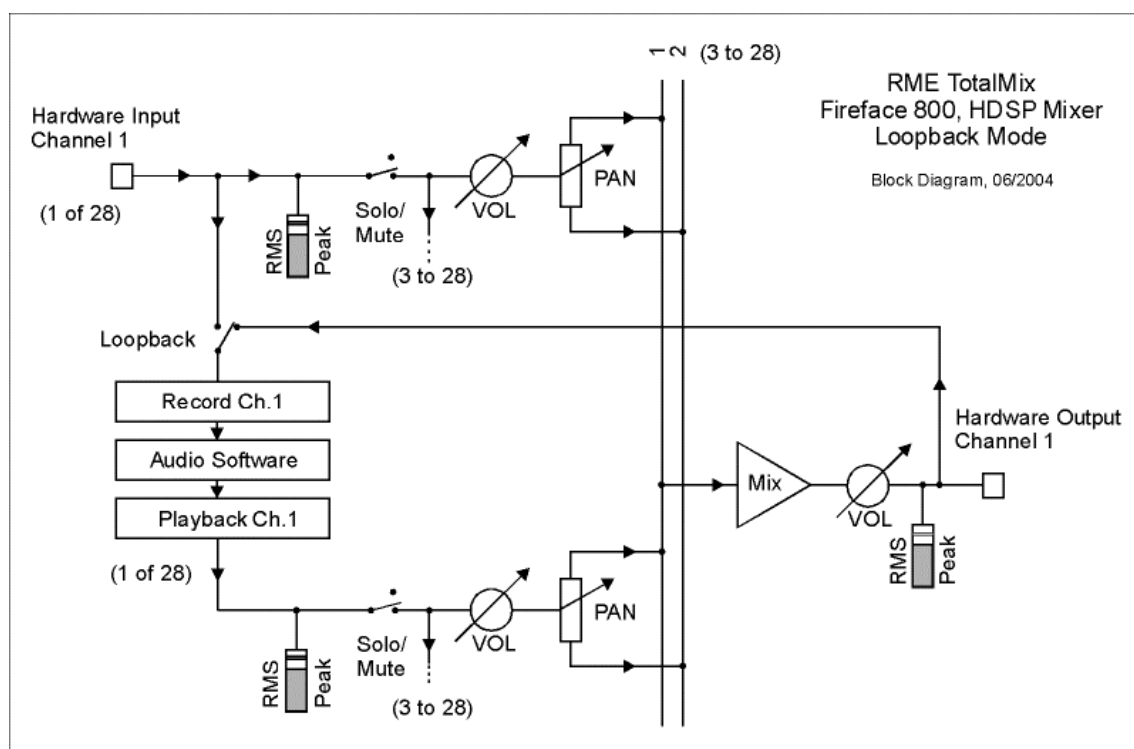 1
2
(3 to 28)
RME TotalMix
Fireface 800, HDSP Mixer
Loopback Mode
Block Diagram, 06/2004
Hardware Input
Channel 1
(1 of 28)
RMS
Peak
Solo/
Mute
(3 to 28)
VOL
PAN
Loopback
Record Ch.1
Audio Software
Playback Ch.1
(1 of 28)
RMS
Peak
Solo/
Mute
(3 to 28)
VOL
PAN
Mix
VOL
Hardware Output
Channel 1
RMS
Peak